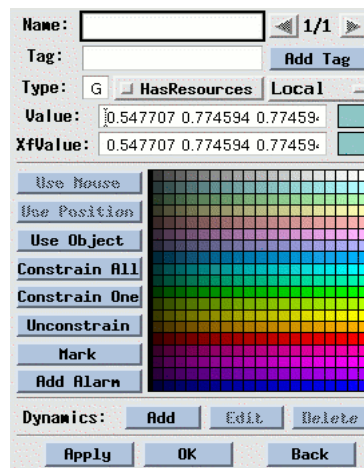 Name: 1/1
Tag: Add Tag
Type: G HasResources Local
Value: 0.547707 0.774594 0.77459
XfValue: 0.547707 0.774594 0.77459
Use Mouse
Use Position
Use Object
Constrain All
Constrain One
Unconstrain
Mark
Add Alarm
Dynamics: Add Edit Delete
Apply OK Back